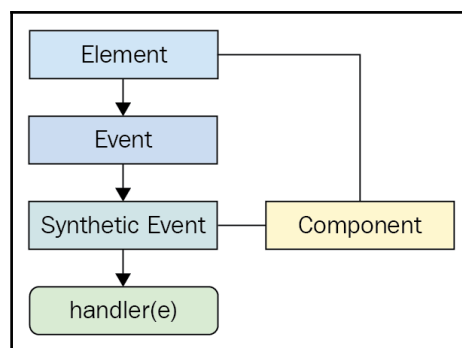 Element
Event
Synthetic Event
Component
handler(e)